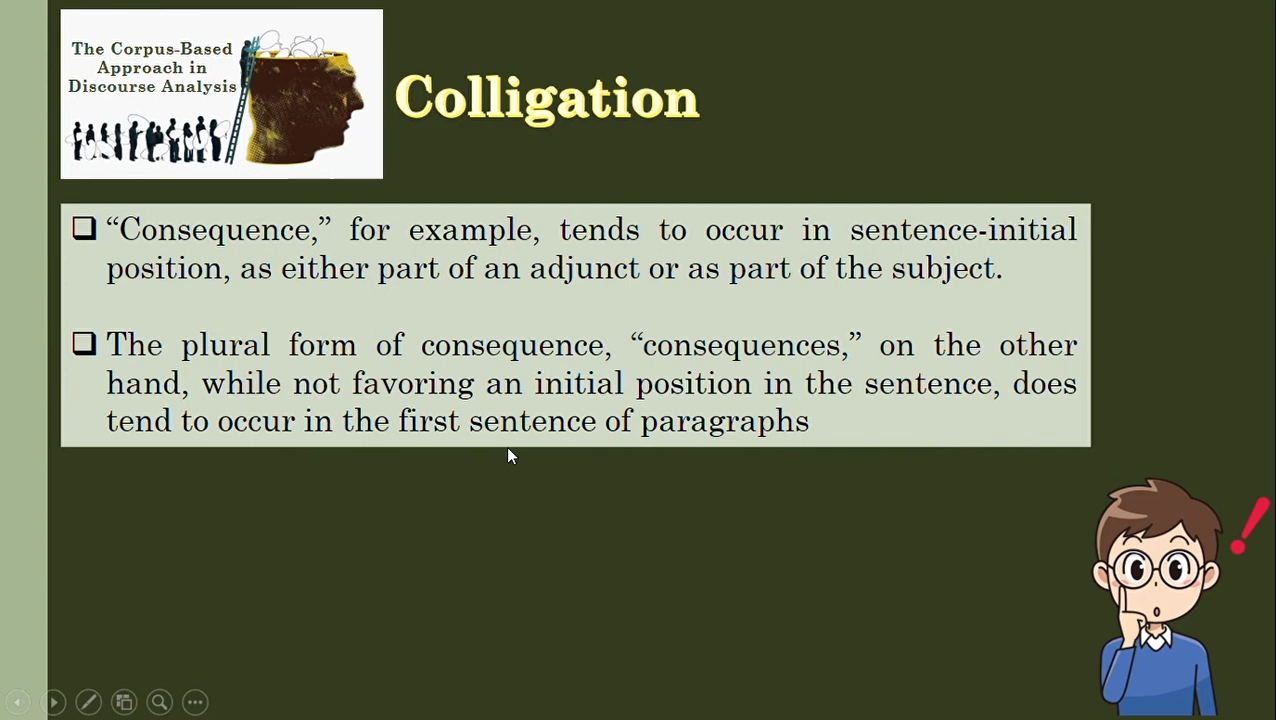 The Corpus-Based
Approach in
Discourse Analysis
Colligation
“Consequence,” for example, tends to occur in sentence-initial
position, as either part of an adjunct or as part of the subject.
The plural form of consequence, “consequences,” on the other
hand, while not favoring an initial position in the sentence, does
tend to occur in the first sentence of paragraphs